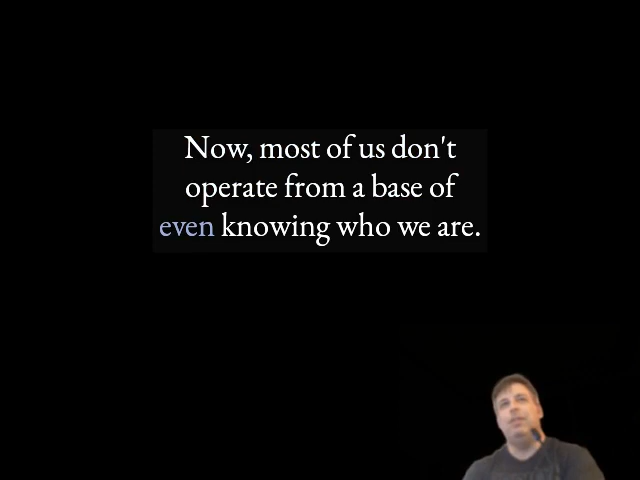 Now, most of us don't
operate from a base of
even knowing who we are.